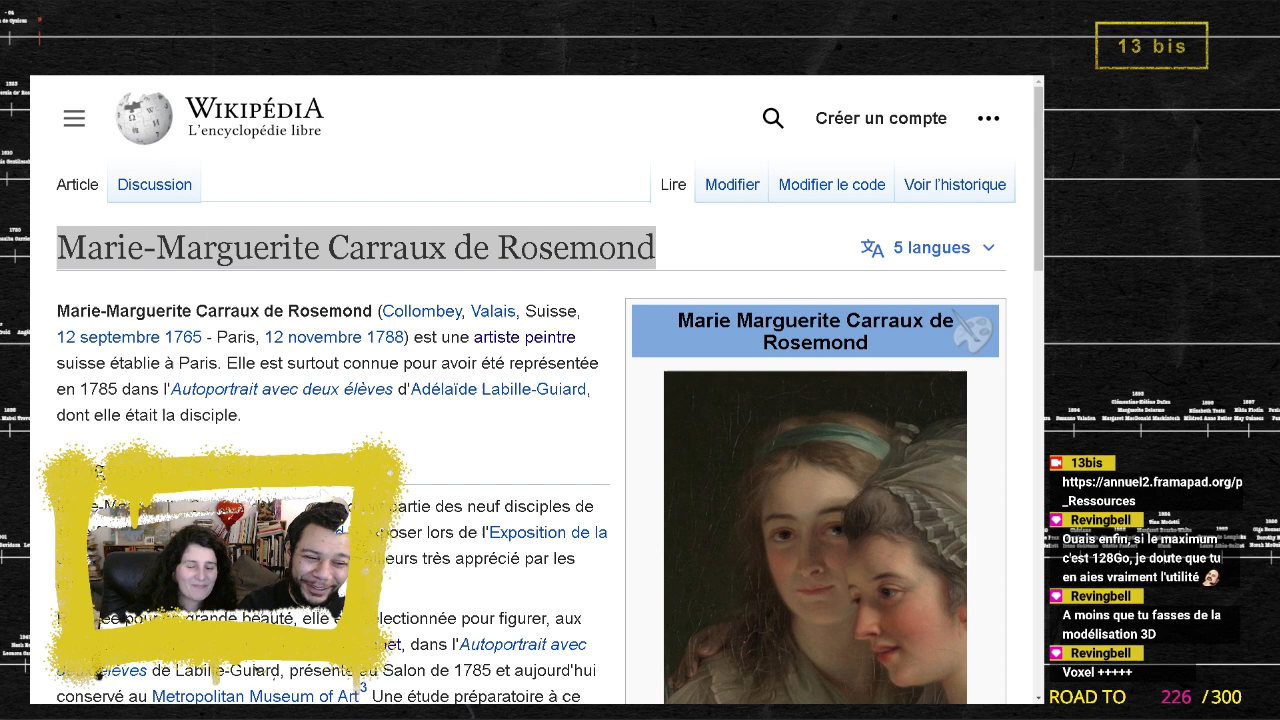 13 bis
WIKIPÉDIA
L'encyclopédie libre
Créer un compte
Article
Discussion
Lire
Modifier
Modifier le code
Voir l'historique
Marie-Marguerite Carraux de Rosemond
5 langues
Marie-Marguerite Carraux de Rosemond (Collombey, Valais, Suisse,
12 septembre 1765 - Paris, 12 novembre 1788) est une artiste peintre
suisse établie à Paris. Elle est surtout connue pour avoir été représentée
en 1785 dans l'Autoportrait avec deux élèves d'Adélaïde Labille-Guiard,
dont elle était la disciple.
partie des neuf disciples de
poser lors de l'Exposition de la
eurs très apprécié par les
grande beauté, elle
électionnée pour figurer, aux
dans l'Autoportrait avec
élèves de Labille-Guiard, présenté au Salon de 1785 et aujourd'hui
conservé au Metropolitan Museum of Art3 Une étude préparatoire à ce
Marie Marguerite Carraux de
Rosemond
13bis
https://annuel2.framapad.org/p
_Ressources
Revingbell
Ouais enfin, si le maximum
c'est 128Go, je doute que tu
en aies vraiment l'utilité
Revingbell
A moins que tu fasses de la
modélisation 3D
Revingbell
Voxel +++++
ROAD TO 226 /300